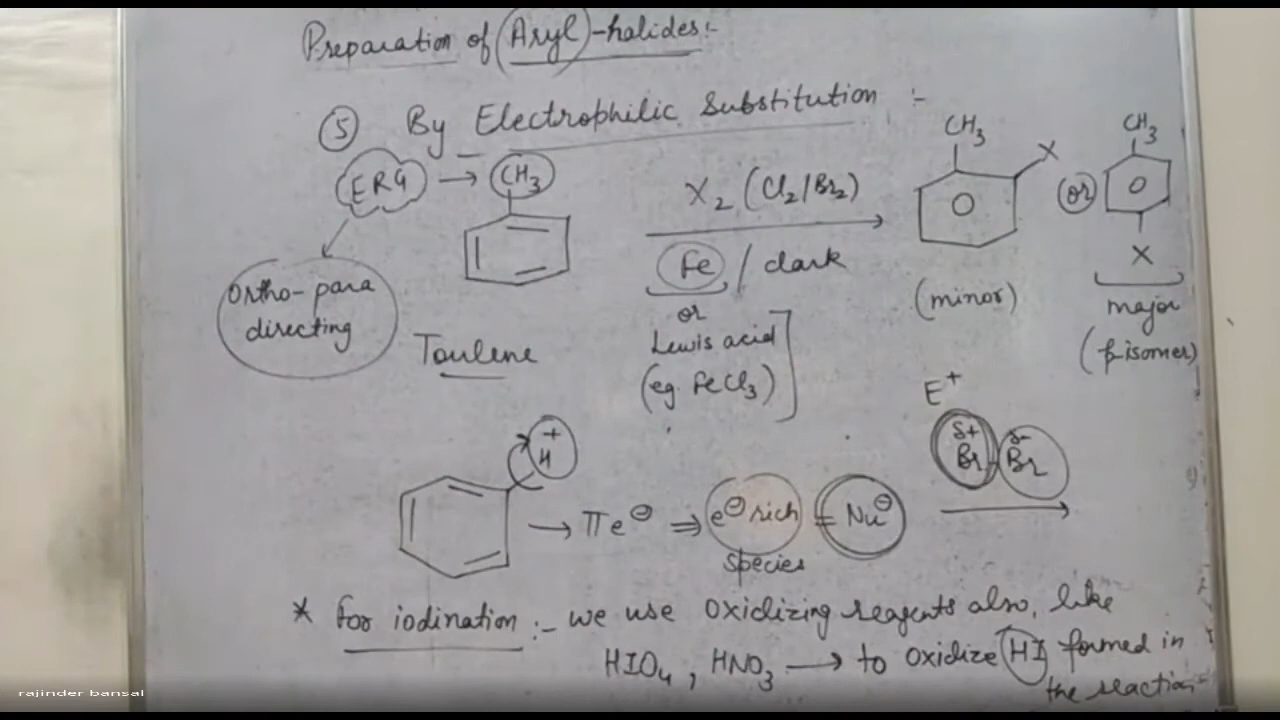 Preparation of (Aryl)-halides:-
⑤ By Electrophilic Substitution :-
ERG → CH3
X2 (Cl2/Br2)
Fe / dark
or
Lewis acid
(eg. FeCl3)
Ortho-para
directing
Toulene
CH3
X
(minor)
or
CH3
X
major
(p-isomer)
E+
δ+ δ-
Br-Br
+
H
→ πe⊖ ⇒ e⊖ rich = Nu⊖
species
* For iodination :- we use Oxidizing reagents also, like
HIO4, HNO3 → to Oxidize HI formed in
the reaction
rajinder bansal